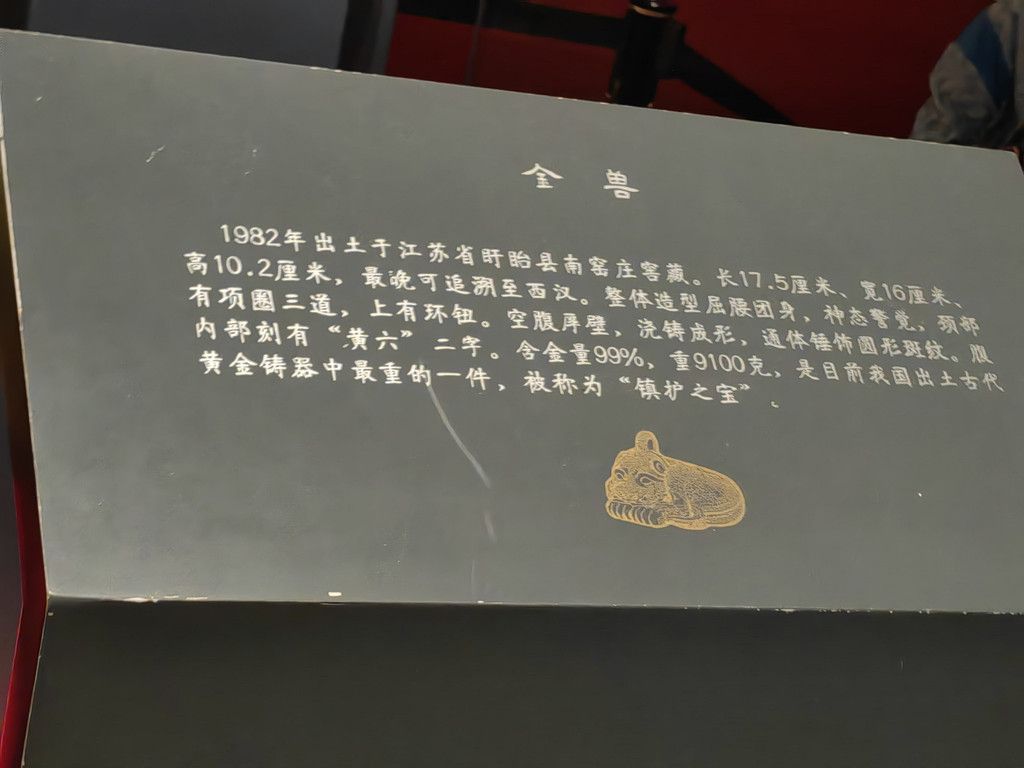 金兽
1982年出土于江苏省盱眙县南窑庄窖藏。长17.5厘米、宽16厘米、
高10.2厘米，最晚可追溯至西汉。整体造型屈腰团身，神态警觉，颈部
有项圈三道，上有环钮。空腹厚壁，浇铸成形，通体锤饰圆形斑纹。腹
内部刻有“黄六”二字。含金量99%，重9100克，是目前我国出土古代
黄金铸器中最重的一件，被称为“镇护之宝”。